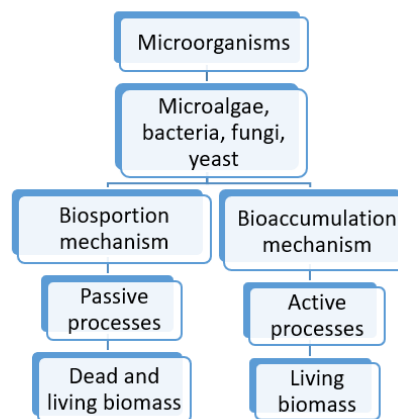 Microorganisms
Microalgae,
bacteria, fungi,
yeast
Biosportion
mechanism
Bioaccumulation
mechanism
Passive
processes
Active
processes
Dead and
living biomass
Living
biomass